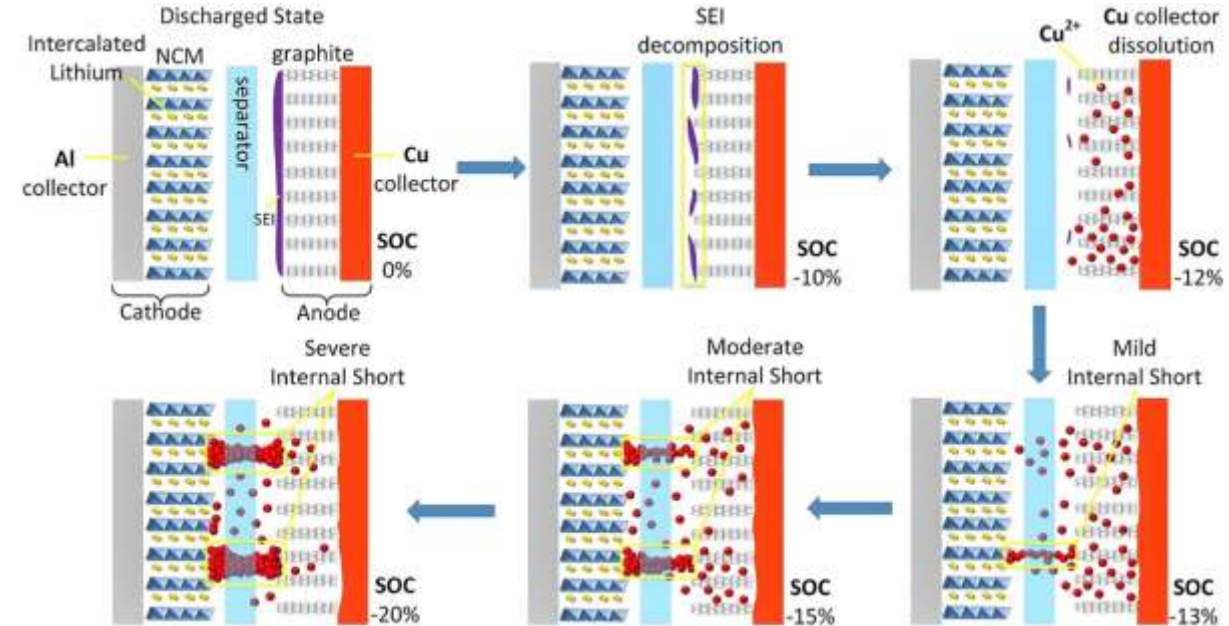 Discharged State
Intercalated
Lithium
NCM
graphite
separator
Al
collector
Cu
collector
SEI
SOC
0%
Cathode
Anode
SEI
decomposition
SOC
-10%
Cu²⁺
Cu collector
dissolution
SOC
-12%
Severe
Internal Short
SOC
-20%
Moderate
Internal Short
SOC
-15%
Mild
Internal Short
SOC
-13%